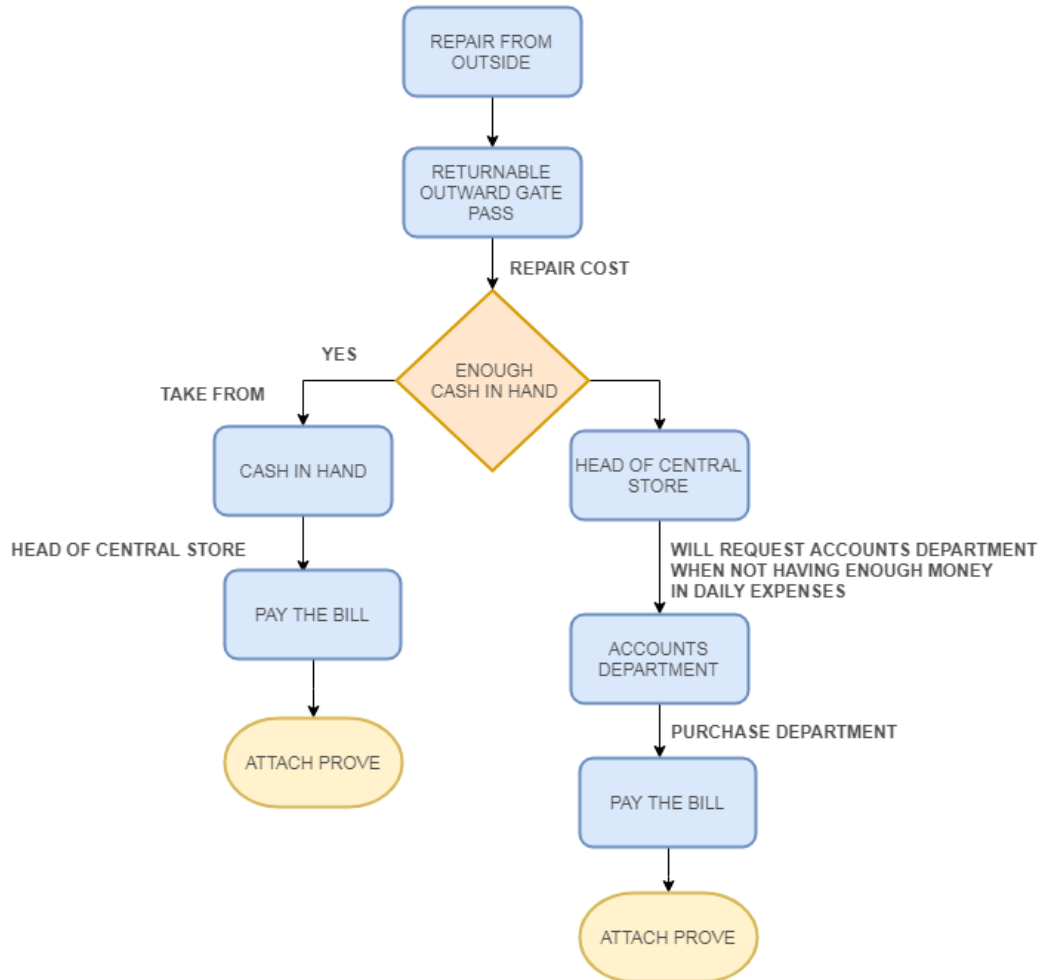 REPAIR FROM
OUTSIDE
RETURNABLE
OUTWARD GATE
PASS
REPAIR COST
ENOUGH
CASH IN HAND
YES
TAKE FROM
CASH IN HAND
HEAD OF CENTRAL STORE
PAY THE BILL
ATTACH PROVE
HEAD OF CENTRAL
STORE
WILL REQUEST ACCOUNTS DEPARTMENT
WHEN NOT HAVING ENOUGH MONEY
IN DAILY EXPENSES
ACCOUNTS
DEPARTMENT
PURCHASE DEPARTMENT
PAY THE BILL
ATTACH PROVE